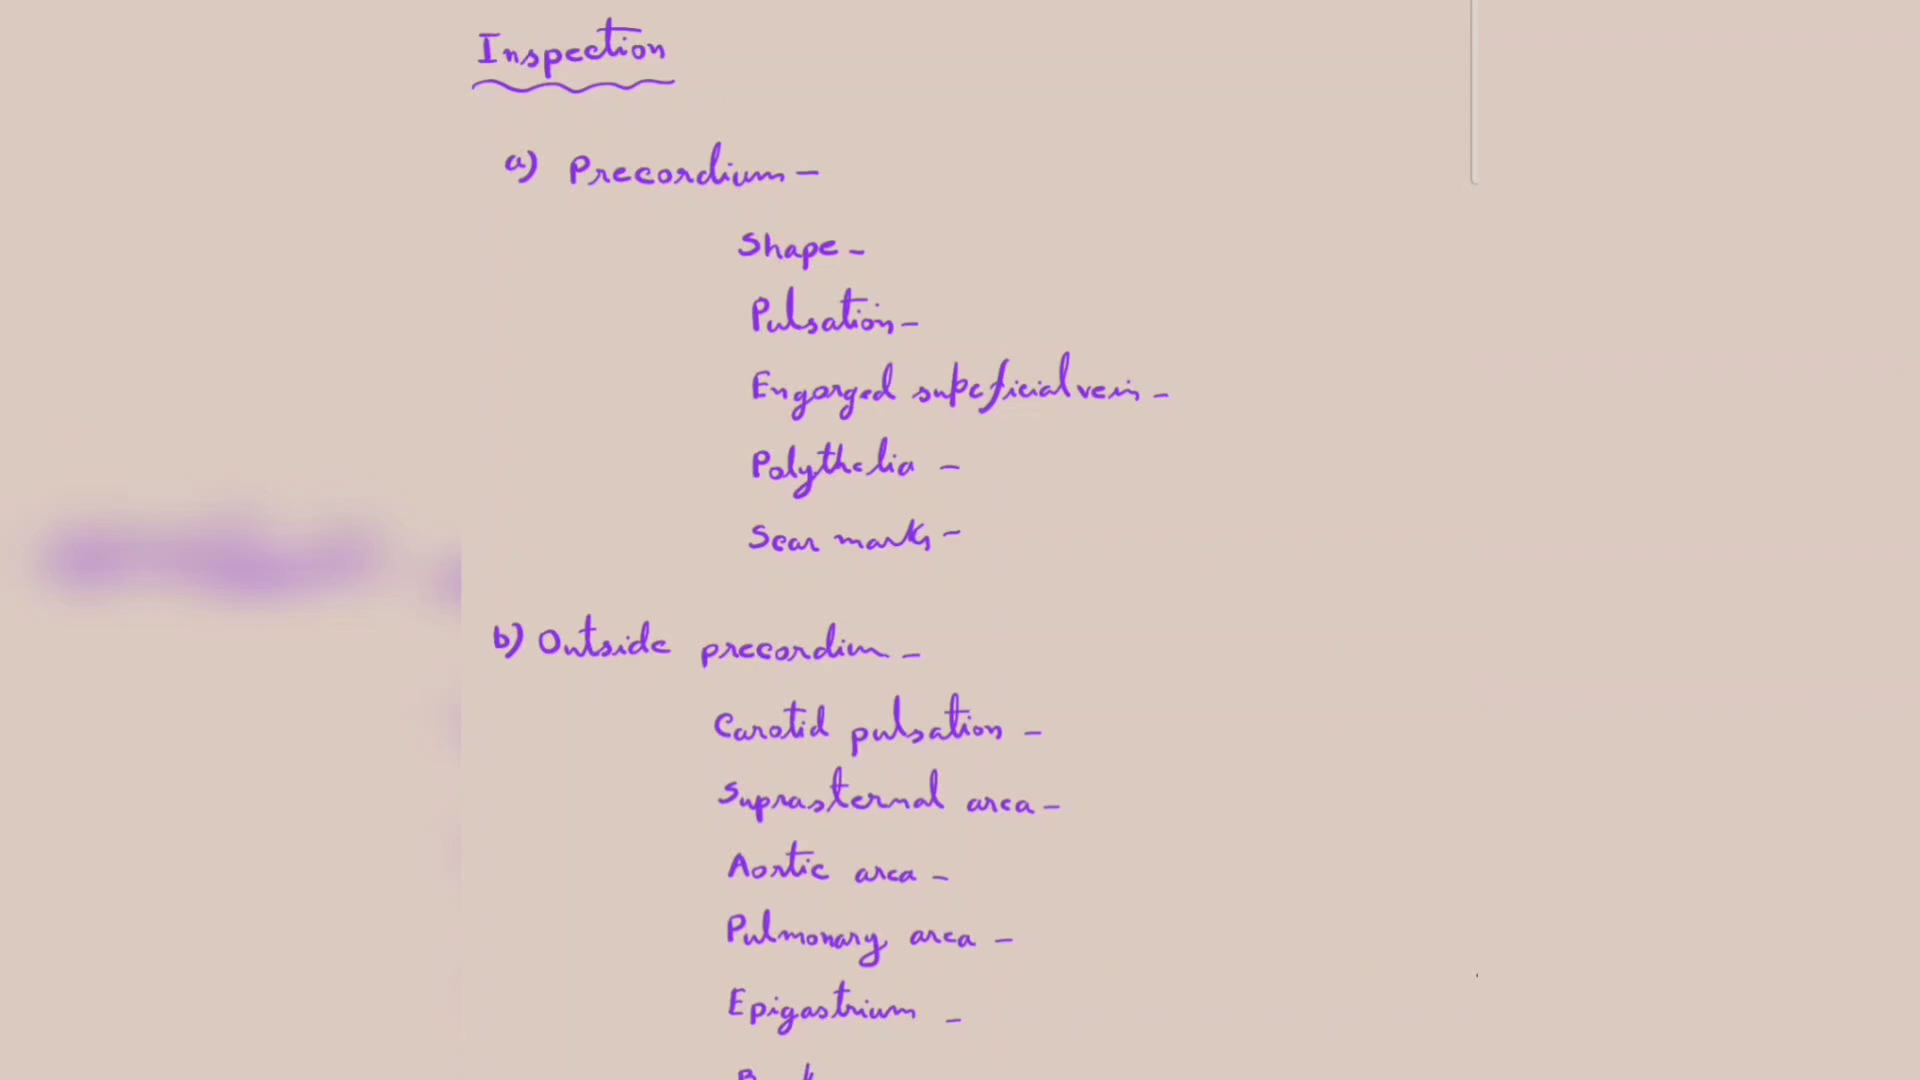 Inspection
a) Precordium -
Shape -
Pulsation -
Engorged supeficial vein -
Polythelia -
Scar marks -
b) Outside precordium -
Carotid pulsation -
Suprasternal area -
Aortic area -
Pulmonary area -
Epigastrium -